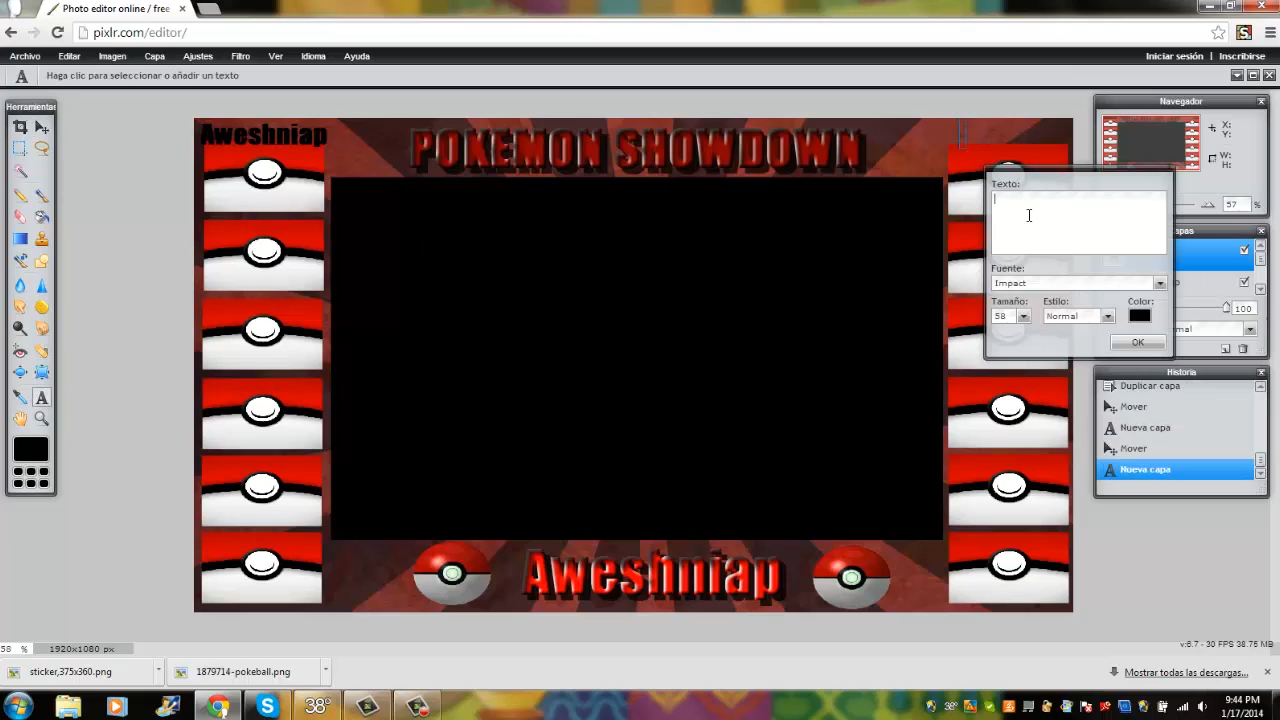 Photo editor online / free
pixlr.com/editor/
Archivo Editar Imagen Capa Ajustes Filtro Ver Idioma Ayuda Iniciar sesión Inscribirse
Haga clic para seleccionar o añadir un texto
Herramientas
Navegador
X:
Y:
W:
H:
57 %
Aweshniap
POKEMON SHOWDOWN
Texto:
Fuente:
Impact
Tamaño: Estilo: Color:
58 Normal
OK
100
Historia
Duplicar capa
Mover
Nueva capa
Mover
Nueva capa
Aweshniap
58 % 1920x1080 px
v:6.7 - 30 FPS 38.75 MB
sticker,375x360.png
1879714-pokeball.png
Mostrar todas las descargas...
38°
38°
9:44 PM
1/17/2014